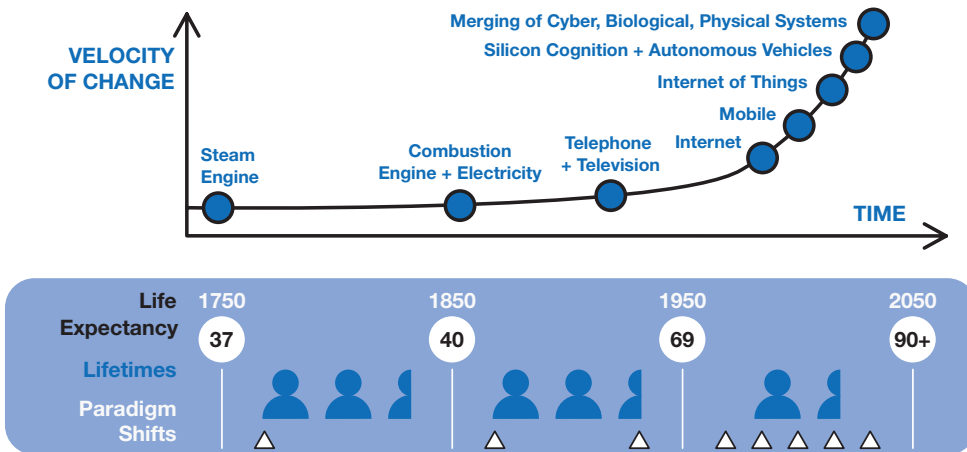 Merging of Cyber, Biological, Physical Systems
VELOCITY
OF CHANGE
Silicon Cognition + Autonomous Vehicles
Internet of Things
Mobile
Internet
Telephone
+ Television
Combustion
Engine + Electricity
Steam
Engine
TIME
Life
Expectancy
1750
1850
1950
2050
37
40
69
90+
Lifetimes
Paradigm
Shifts